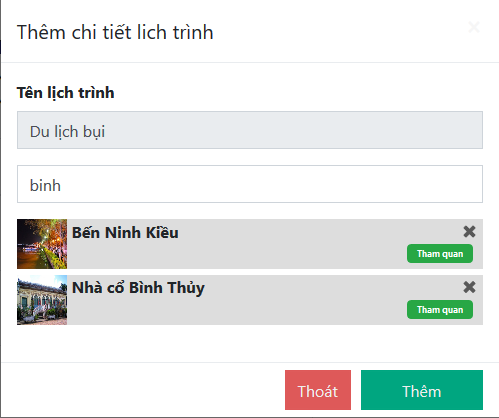 Thêm chi tiết lich trình
×
Tên lịch trình
Du lịch bụi
binh
Bến Ninh Kiều
Tham quan
Nhà cổ Bình Thủy
Tham quan
Thoát
Thêm